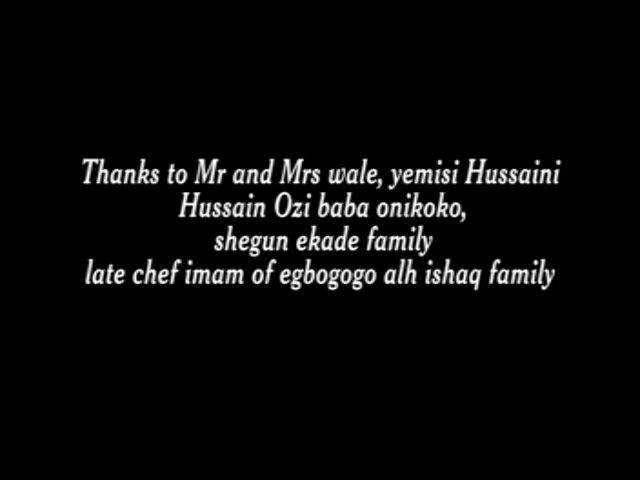 Thanks to Mr and Mrs wale, yemisi Hussaini
Hussain Ozi baba onikoko,
shegun ekade family
late chef imam of egbogogo alh ishaq family